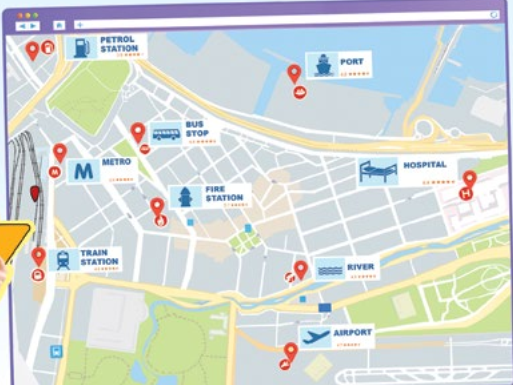 PETROL
STATION
PORT
BUS
STOP
M
METRO
HOSPITAL
H
FIRE
STATION
TRAIN
STATION
RIVER
AIRPORT